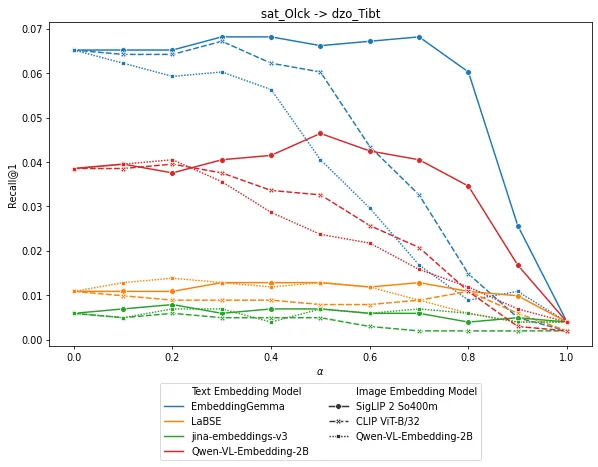 sat_Olck -> dzo_Tibt
0.07
0.06
0.05
0.04
0.03
0.02
0.01
0.00
Recall@1
0.0 0.2 0.4 0.6 0.8 1.0
α
Text Embedding Model Image Embedding Model
EmbeddingGemma SigLIP 2 So400m
LaBSE CLIP ViT-B/32
jina-embeddings-v3 Qwen-VL-Embedding-2B
Qwen-VL-Embedding-2B